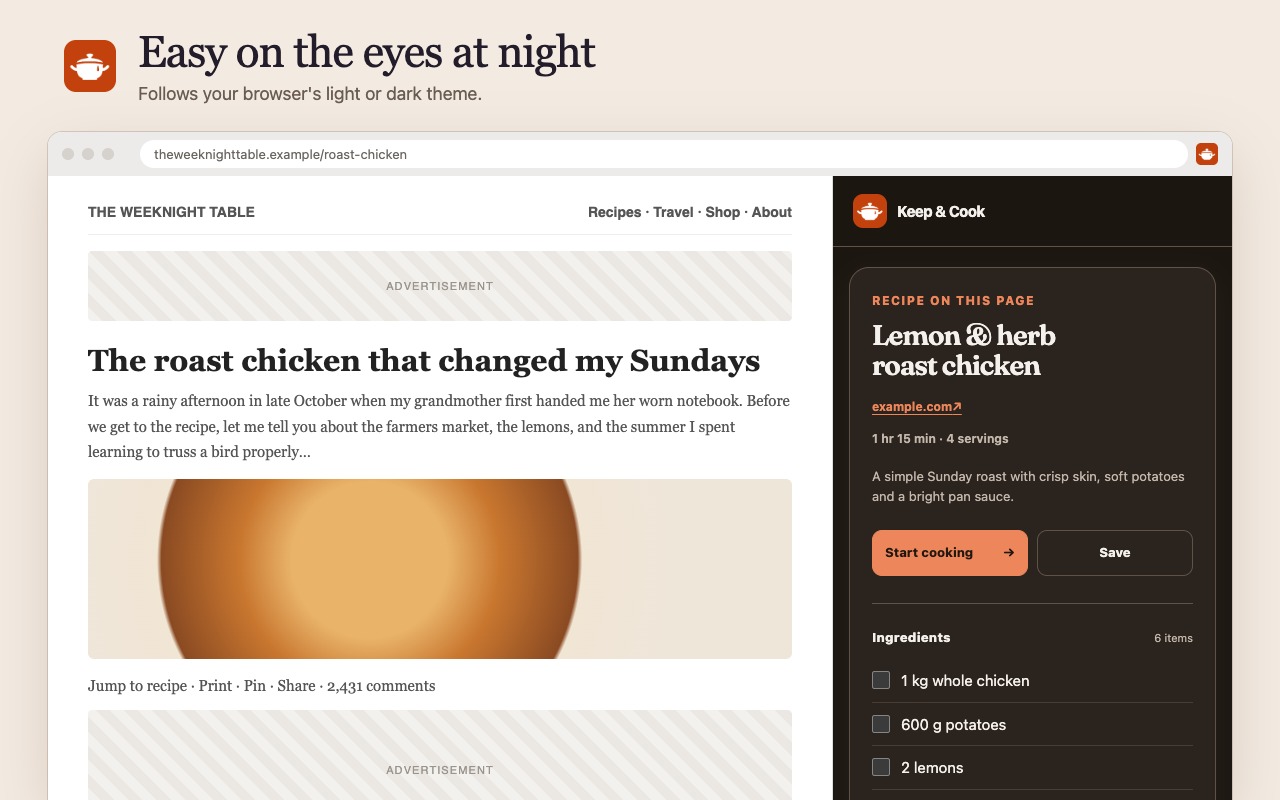 Easy on the eyes at night
Follows your browser's light or dark theme.
theweeknighttable.example/roast-chicken
THE WEEKNIGHT TABLE
Recipes · Travel · Shop · About
ADVERTISEMENT
The roast chicken that changed my Sundays
It was a rainy afternoon in late October when my grandmother first handed me her worn notebook. Before
we get to the recipe, let me tell you about the farmers market, the lemons, and the summer I spent
learning to truss a bird properly...
Jump to recipe · Print · Pin · Share · 2,431 comments
ADVERTISEMENT
Keep & Cook
RECIPE ON THIS PAGE
Lemon & herb
roast chicken
example.com↗
1 hr 15 min · 4 servings
A simple Sunday roast with crisp skin, soft potatoes
and a bright pan sauce.
Start cooking →
Save
Ingredients
6 items
1 kg whole chicken
600 g potatoes
2 lemons